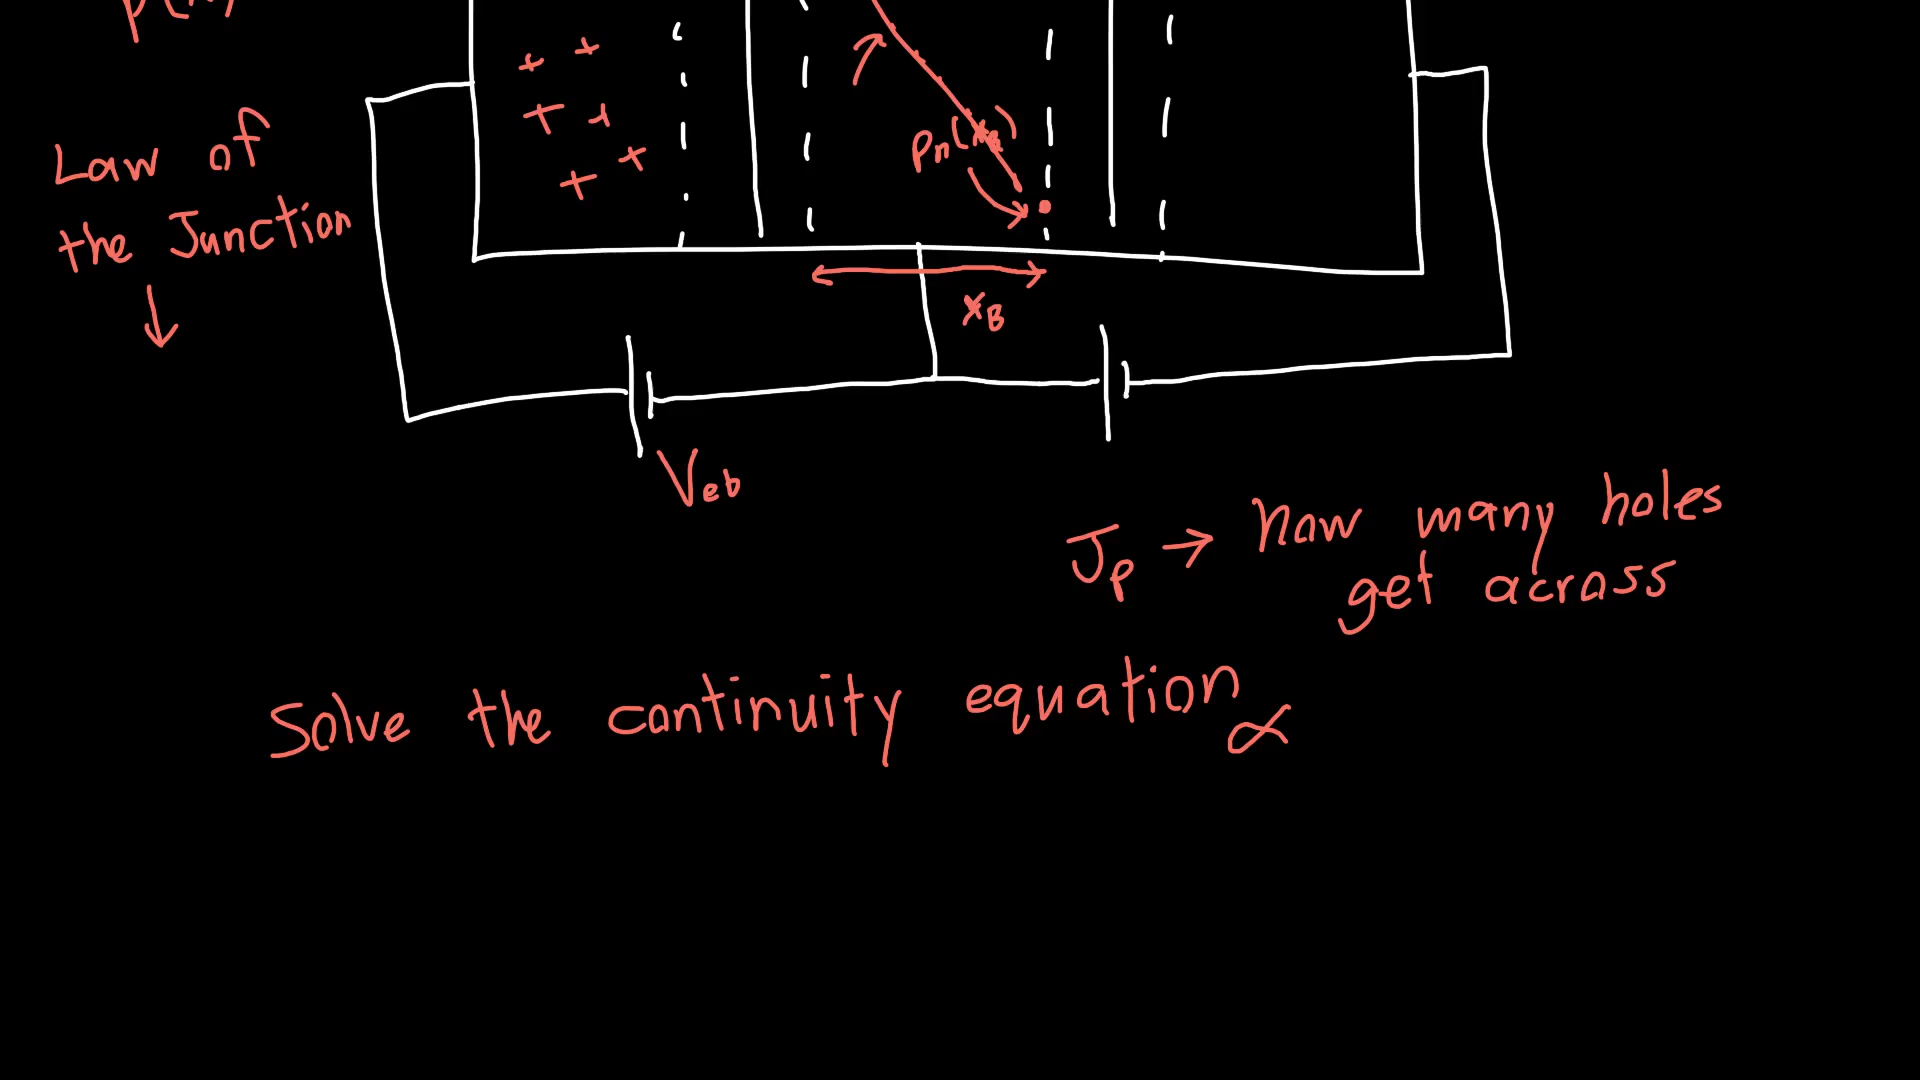 Law of
the Junction
pn(xB)
xB
Veb
Jp → how many holes
get across
Solve the continuity equation